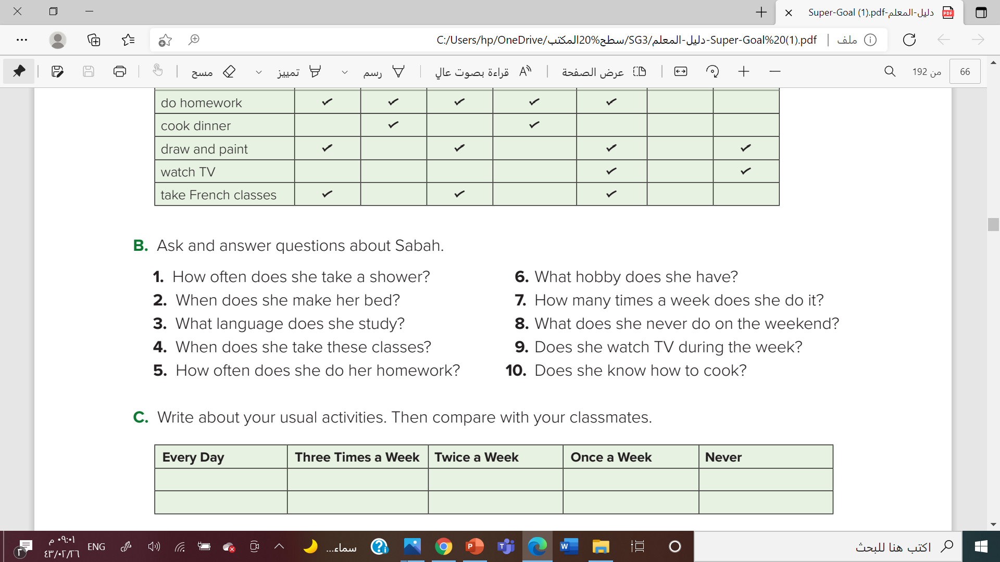 Super-Goal (1).pdf-دليل-المعلم
C:/Users/hp/OneDrive/سطح%20المكتب/SG3/دليل-المعلم-Super-Goal%20(1).pdf
ملف
مسح
تمييز
رسم
قراءة بصوت عالٍ
عرض الصفحة
من 192
66
do homework ✓ ✓ ✓ ✓ ✓
cook dinner ✓ ✓
draw and paint ✓ ✓ ✓ ✓
watch TV ✓ ✓
take French classes ✓ ✓ ✓
B. Ask and answer questions about Sabah.
1. How often does she take a shower?
2. When does she make her bed?
3. What language does she study?
4. When does she take these classes?
5. How often does she do her homework?
6. What hobby does she have?
7. How many times a week does she do it?
8. What does she never do on the weekend?
9. Does she watch TV during the week?
10. Does she know how to cook?
C. Write about your usual activities. Then compare with your classmates.
Every Day Three Times a Week Twice a Week Once a Week Never
٠٩:٠١ م
٤٣/٠٢/٢٦
ENG
سماء...
اكتب هنا للبحث